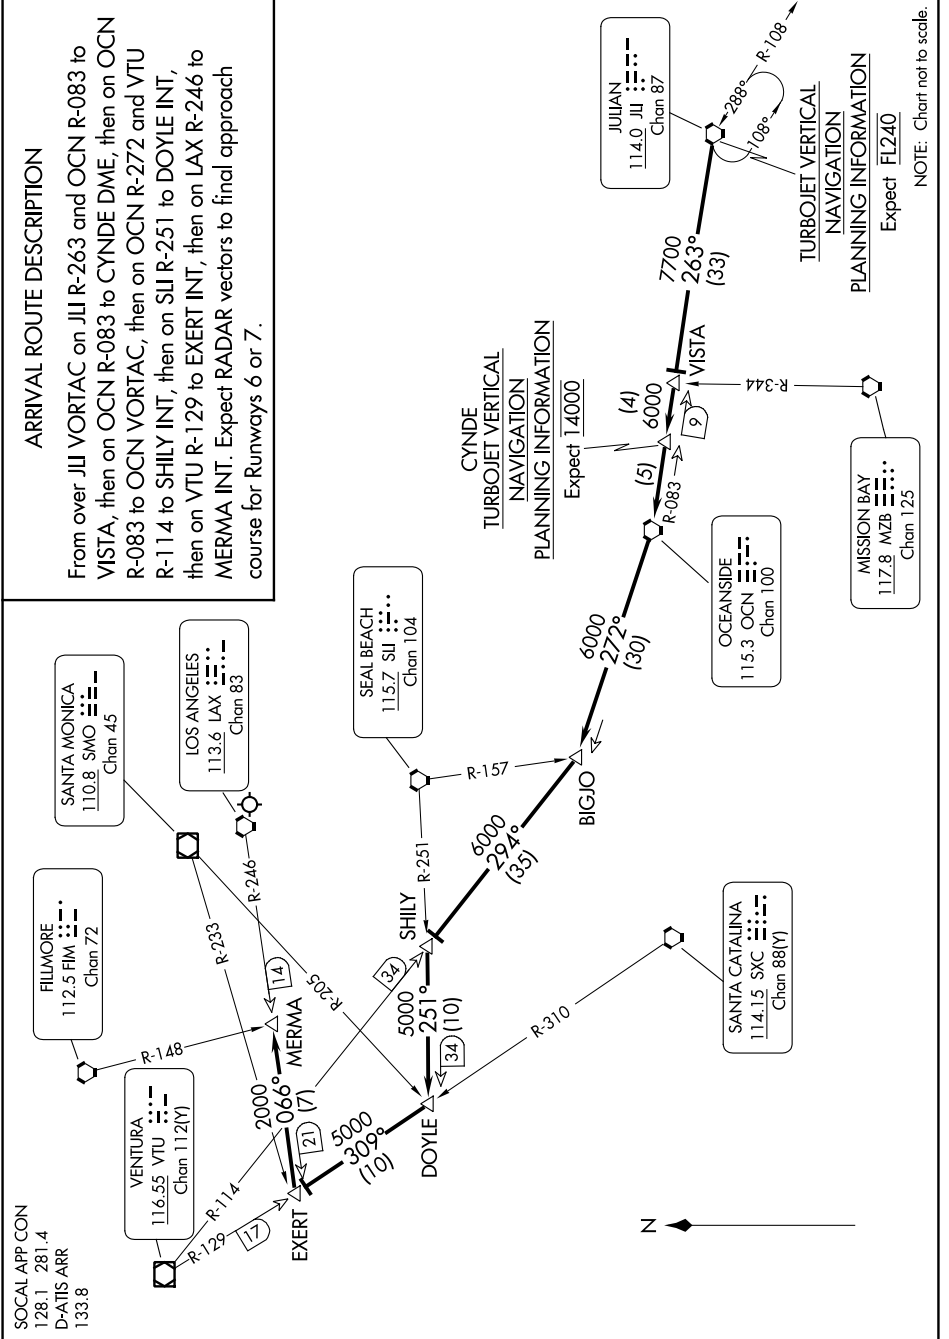 SOCAL APP CON
128.1 281.4
D-ATIS ARR
133.8
ARRIVAL ROUTE DESCRIPTION
From over JLI VORTAC on JLI R-263 and OCN R-083 to
VISTA, then on OCN R-083 to CYNDE DME, then on OCN
R-083 to OCN VORTAC, then on OCN R-272 and VTU
R-114 to SHILY INT, then on SLI R-251 to DOYLE INT,
then on VTU R-129 to EXERT INT, then on LAX R-246 to
MERMA INT. Expect RADAR vectors to final approach
course for Runways 6 or 7.
FILLMORE
112.5 FIM
Chan 72
SANTA MONICA
110.8 SMO
Chan 45
VENTURA
116.55 VTU
Chan 112(Y)
LOS ANGELES
113.6 LAX
Chan 83
SEAL BEACH
115.7 SLI
Chan 104
JULIAN
114.0 JLI
Chan 87
OCEANSIDE
115.3 OCN
Chan 100
MISSION BAY
117.8 MZB
Chan 125
SANTA CATALINA
114.15 SXC
Chan 88(Y)
R-148
R-233
R-246
R-205
R-114
R-129
17
21
14
34
34
EXERT
2000
066°
(7)
MERMA
5000
309°
(10)
DOYLE
5000
251°
(10)
SHILY
R-251
R-157
R-310
6000
294°
(35)
BIGJO
6000
272°
(30)
R-083
(5)
9
(4)
6000
CYNDE
TURBOJET VERTICAL
NAVIGATION
PLANNING INFORMATION
Expect 14000
VISTA
R-344
7700
263°
(33)
288°
108°
R-108
TURBOJET VERTICAL
NAVIGATION
PLANNING INFORMATION
Expect FL240
N
NOTE: Chart not to scale.